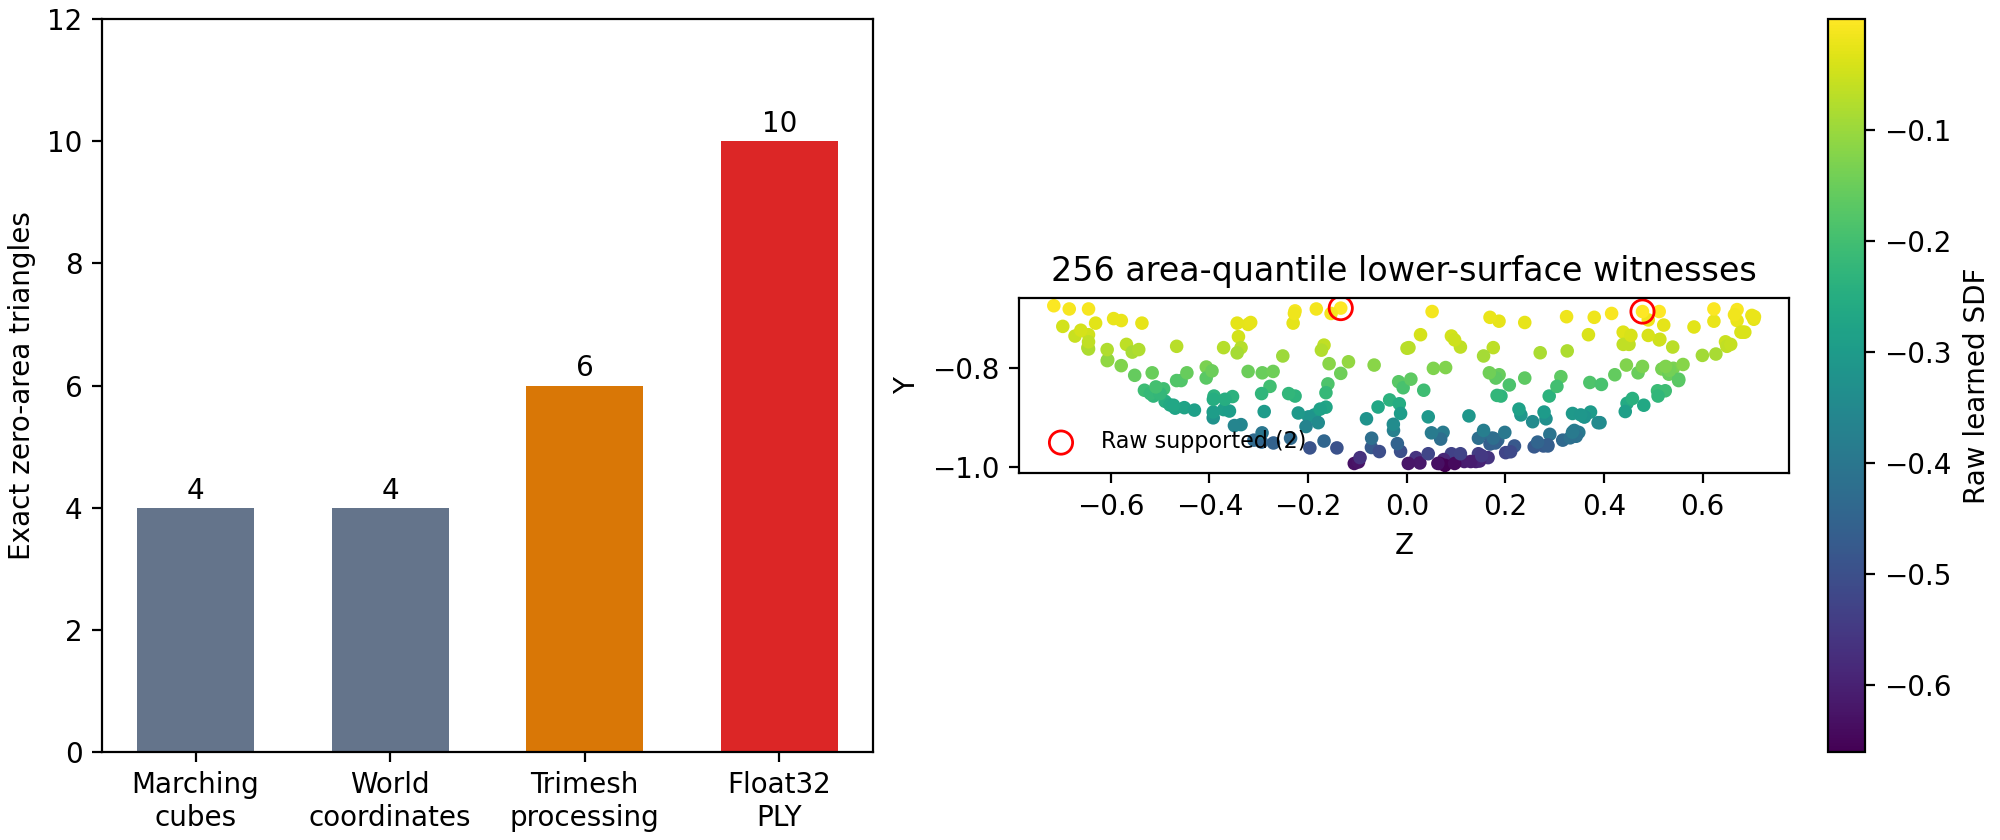 Exact zero-area triangles
12
10
8
6
4
2
0
4
4
6
10
Marching
cubes
World
coordinates
Trimesh
processing
Float32
PLY
256 area-quantile lower-surface witnesses
Y
−0.8
−1.0
Raw supported (2)
−0.6
−0.4
−0.2
0.0
0.2
0.4
0.6
Z
−0.1
−0.2
−0.3
−0.4
−0.5
−0.6
Raw learned SDF